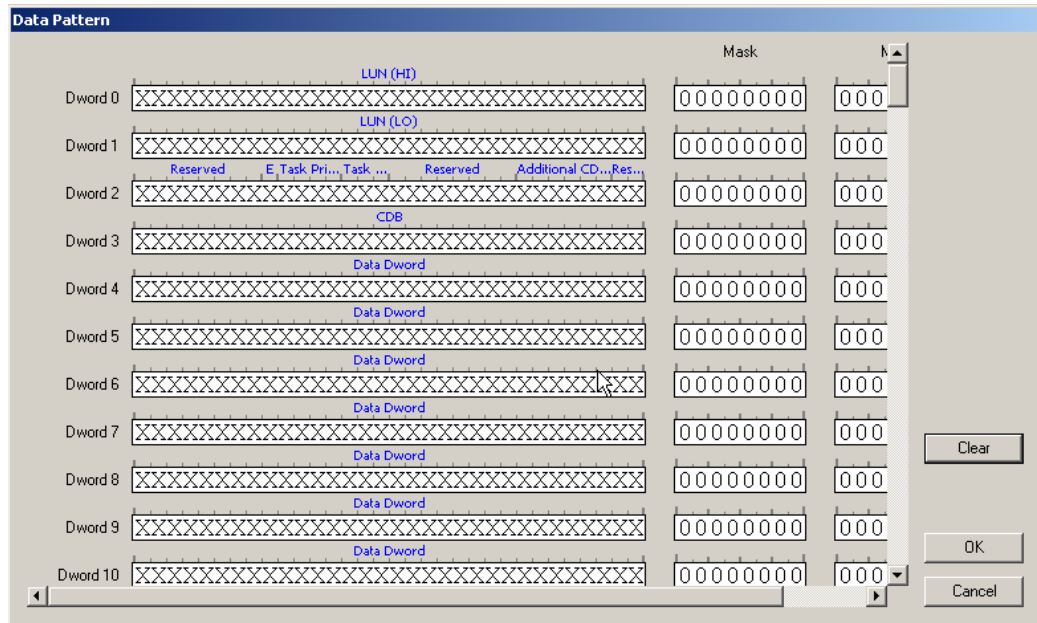 Data Pattern
Mask
LUN (HI)
Dword 0 XXXXXXXXXXXXXXXXXXXXXXXXXXXXXXXX 00000000 000
LUN (LO)
Dword 1 XXXXXXXXXXXXXXXXXXXXXXXXXXXXXXXX 00000000 000
Reserved E Task Pri... Task ... Reserved Additional CD... Res...
Dword 2 XXXXXXXXXXXXXXXXXXXXXXXXXXXXXXXX 00000000 000
CDB
Dword 3 XXXXXXXXXXXXXXXXXXXXXXXXXXXXXXXX 00000000 000
Data Dword
Dword 4 XXXXXXXXXXXXXXXXXXXXXXXXXXXXXXXX 00000000 000
Data Dword
Dword 5 XXXXXXXXXXXXXXXXXXXXXXXXXXXXXXXX 00000000 000
Data Dword
Dword 6 XXXXXXXXXXXXXXXXXXXXXXXXXXXXXXXX 00000000 000
Data Dword
Dword 7 XXXXXXXXXXXXXXXXXXXXXXXXXXXXXXXX 00000000 000
Clear
Data Dword
Dword 8 XXXXXXXXXXXXXXXXXXXXXXXXXXXXXXXX 00000000 000
Data Dword
Dword 9 XXXXXXXXXXXXXXXXXXXXXXXXXXXXXXXX 00000000 000
OK
Data Dword
Dword 10 XXXXXXXXXXXXXXXXXXXXXXXXXXXXXXXX 00000000 000
Cancel